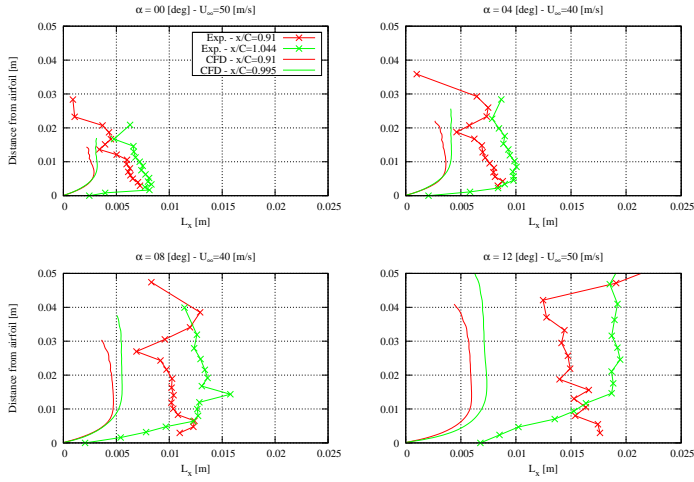 α = 00 [deg] - U∞=50 [m/s]
Distance from airfoil [m]
0.05
0.04
0.03
0.02
0.01
0
Exp. - x/C=0.91
Exp. - x/C=1.044
CFD - x/C=0.91
CFD - x/C=0.995
0 0.005 0.01 0.015 0.02 0.025
Lx [m]
α = 04 [deg] - U∞=40 [m/s]
0.05
0.04
0.03
0.02
0.01
0
0 0.005 0.01 0.015 0.02 0.025
Lx [m]
α = 08 [deg] - U∞=40 [m/s]
Distance from airfoil [m]
0.05
0.04
0.03
0.02
0.01
0
0 0.005 0.01 0.015 0.02 0.025
Lx [m]
α = 12 [deg] - U∞=50 [m/s]
0.05
0.04
0.03
0.02
0.01
0
0 0.005 0.01 0.015 0.02 0.025
Lx [m]